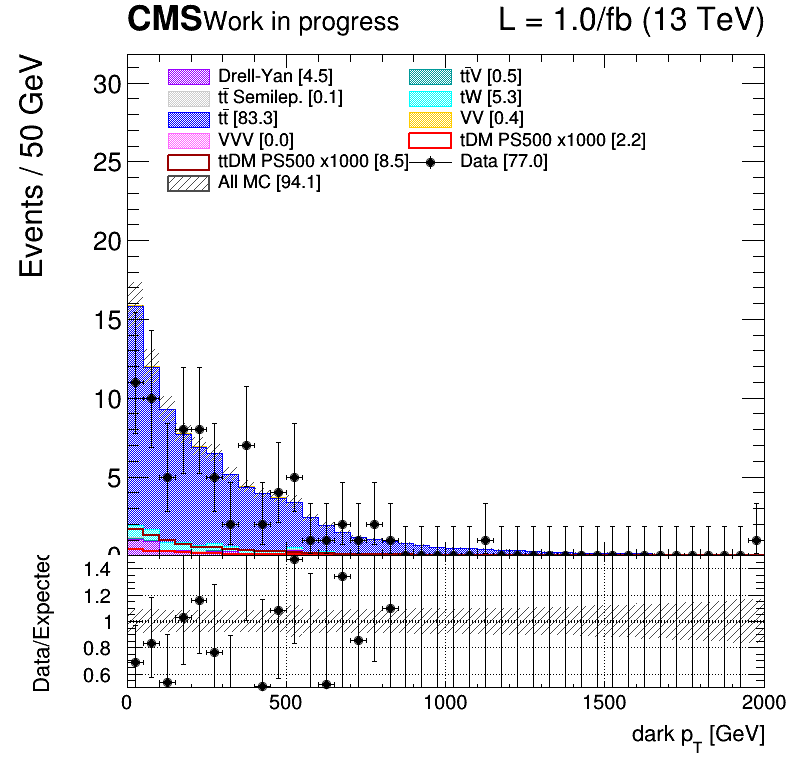 CMS Work in progress L = 1.0/fb (13 TeV)
Events / 50 GeV
Drell-Yan [4.5] tt̄V [0.5]
tt̄ Semilep. [0.1] tW [5.3]
tt̄ [83.3] VV [0.4]
VVV [0.0] tDM PS500 x1000 [2.2]
ttDM PS500 x1000 [8.5] Data [77.0]
All MC [94.1]
30
25
20
15
10
5
0
Data/Expected
1.4
1.2
1
0.8
0.6
0 500 1000 1500 2000
dark p_T [GeV]